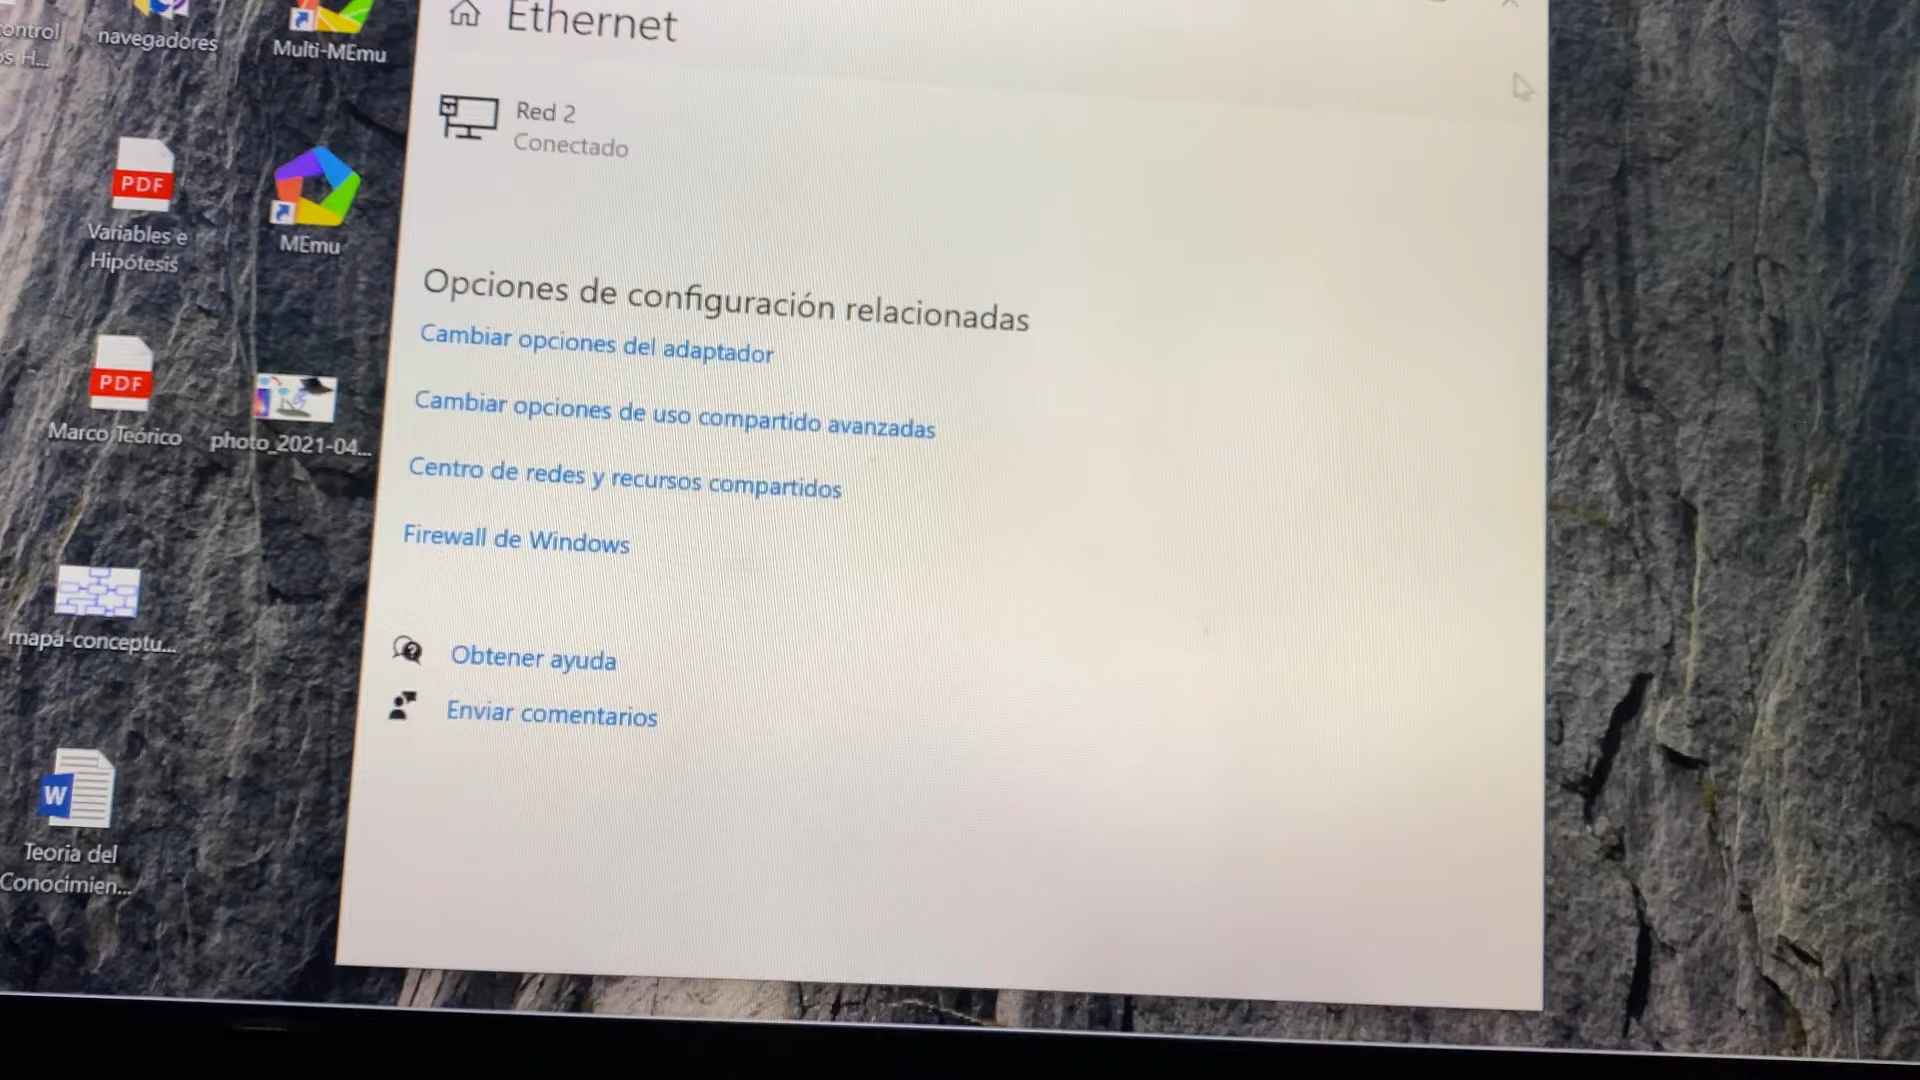 ontrol
os H...
navegadores
Multi-MEmu
PDF
Variables e
Hipótesis
MEmu
PDF
Marco Teórico
photo_2021-04...
mapa-conceptu...
W
Teoria del
Conocimien...
Ethernet
Red 2
Conectado
Opciones de configuración relacionadas
Cambiar opciones del adaptador
Cambiar opciones de uso compartido avanzadas
Centro de redes y recursos compartidos
Firewall de Windows
Obtener ayuda
Enviar comentarios